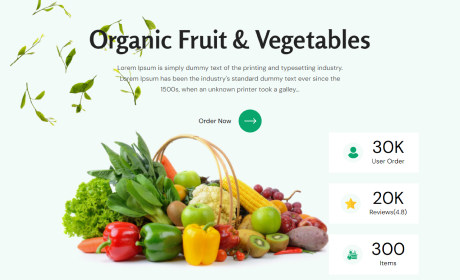 Organic Fruit & Vegetables
Lorem Ipsum is simply dummy text of the printing and typesetting industry.
Lorem Ipsum has been the industry's standard dummy text ever since the
1500s, when an unknown printer took a galley..
Order Now
30K
User Order
20K
Reviews(4.8)
300
Items